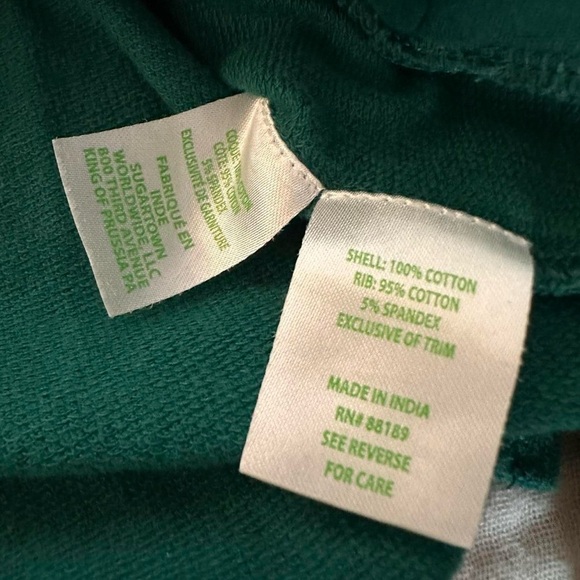 COTE: 95% COTON
5% SPANDEX
EXCLUSIVITÉ DE GARNITURE
FABRIQUÉ EN
INDE
SUGARTOWN
WORLDWIDE, LLC
800 THIRD AVENUE
KING OF PRUSSIA PA
SHELL: 100% COTTON
RIB: 95% COTTON
5% SPANDEX
EXCLUSIVE OF TRIM
MADE IN INDIA
RN# 88189
SEE REVERSE
FOR CARE